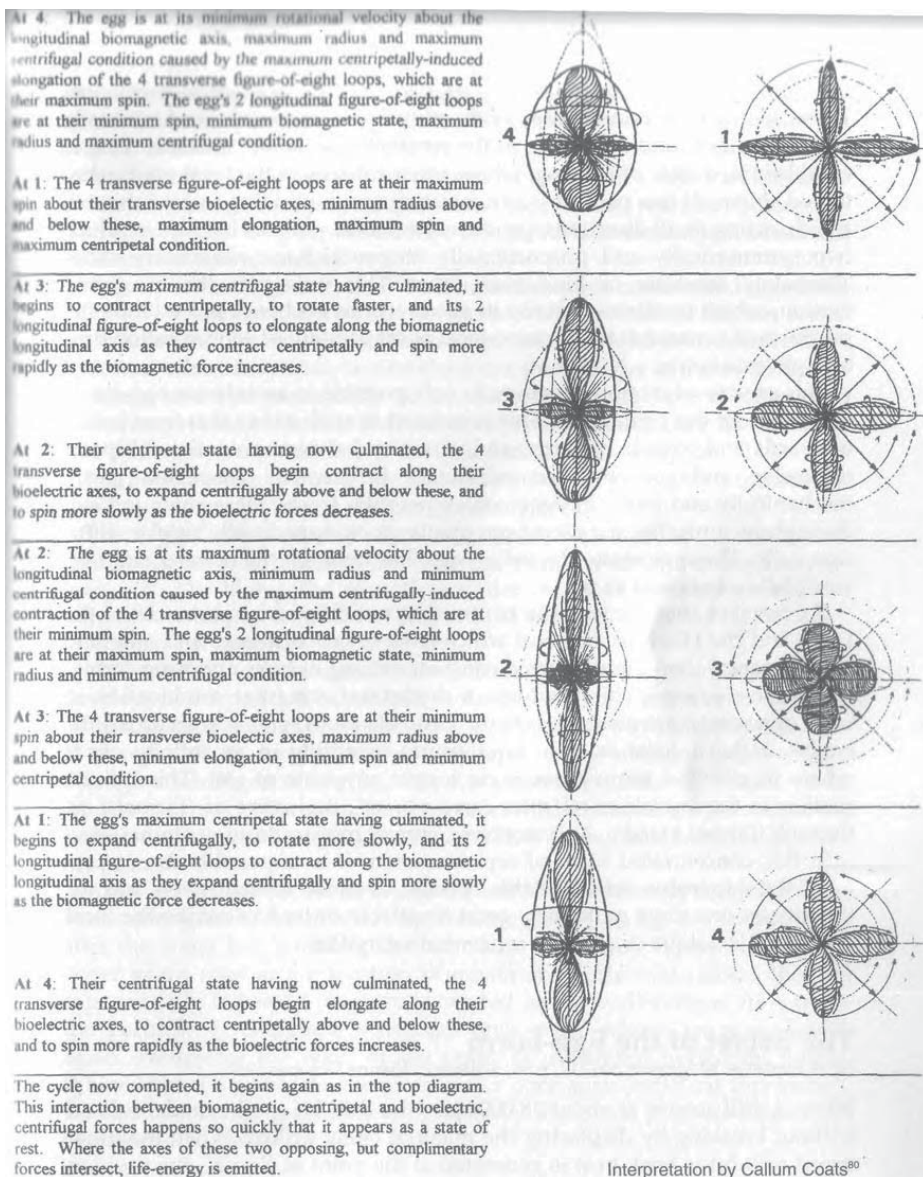 At 4: The egg is at its minimum rotational velocity about the
longitudinal biomagnetic axis, maximum radius and maximum
centrifugal condition caused by the maximum centripetally-induced
elongation of the 4 transverse figure-of-eight loops, which are at
their maximum spin. The egg's 2 longitudinal figure-of-eight loops
are at their minimum spin, minimum biomagnetic state, maximum
radius and maximum centrifugal condition.
4
1
At 1: The 4 transverse figure-of-eight loops are at their maximum
spin about their transverse bioelectric axes, minimum radius above
and below these, maximum elongation, maximum spin and
maximum centripetal condition.
At 3: The egg's maximum centrifugal state having culminated, it
begins to contract centripetally, to rotate faster, and its 2
longitudinal figure-of-eight loops to elongate along the biomagnetic
longitudinal axis as they contract centripetally and spin more
rapidly as the biomagnetic force increases.
3
2
At 2: Their centripetal state having now culminated, the 4
transverse figure-of-eight loops begin contract along their
bioelectric axes, to expand centrifugally above and below these, and
to spin more slowly as the bioelectric forces decreases.
At 2: The egg is at its maximum rotational velocity about the
longitudinal biomagnetic axis, minimum radius and minimum
centrifugal condition caused by the maximum centrifugally-induced
contraction of the 4 transverse figure-of-eight loops, which are at
their minimum spin. The egg's 2 longitudinal figure-of-eight loops
are at their maximum spin, maximum biomagnetic state, minimum
radius and minimum centrifugal condition.
2
3
At 3: The 4 transverse figure-of-eight loops are at their minimum
spin about their transverse bioelectric axes, maximum radius above
and below these, minimum elongation, minimum spin and minimum
centripetal condition.
At 1: The egg's maximum centripetal state having culminated, it
begins to expand centrifugally, to rotate more slowly, and its 2
longitudinal figure-of-eight loops to contract along the biomagnetic
longitudinal axis as they expand centrifugally and spin more slowly
as the biomagnetic force decreases.
1
4
At 4: Their centrifugal state having now culminated, the 4
transverse figure-of-eight loops begin elongate along their
bioelectric axes, to contract centripetally above and below these,
and to spin more rapidly as the bioelectric forces increases.
The cycle now completed, it begins again as in the top diagram.
This interaction between biomagnetic, centripetal and bioelectric
centrifugal forces happens so quickly that it appears as a state of
rest. Where the axes of these two opposing, but complimentary
forces intersect, life-energy is emitted.
Interpretation by Callum Coats⁸⁰